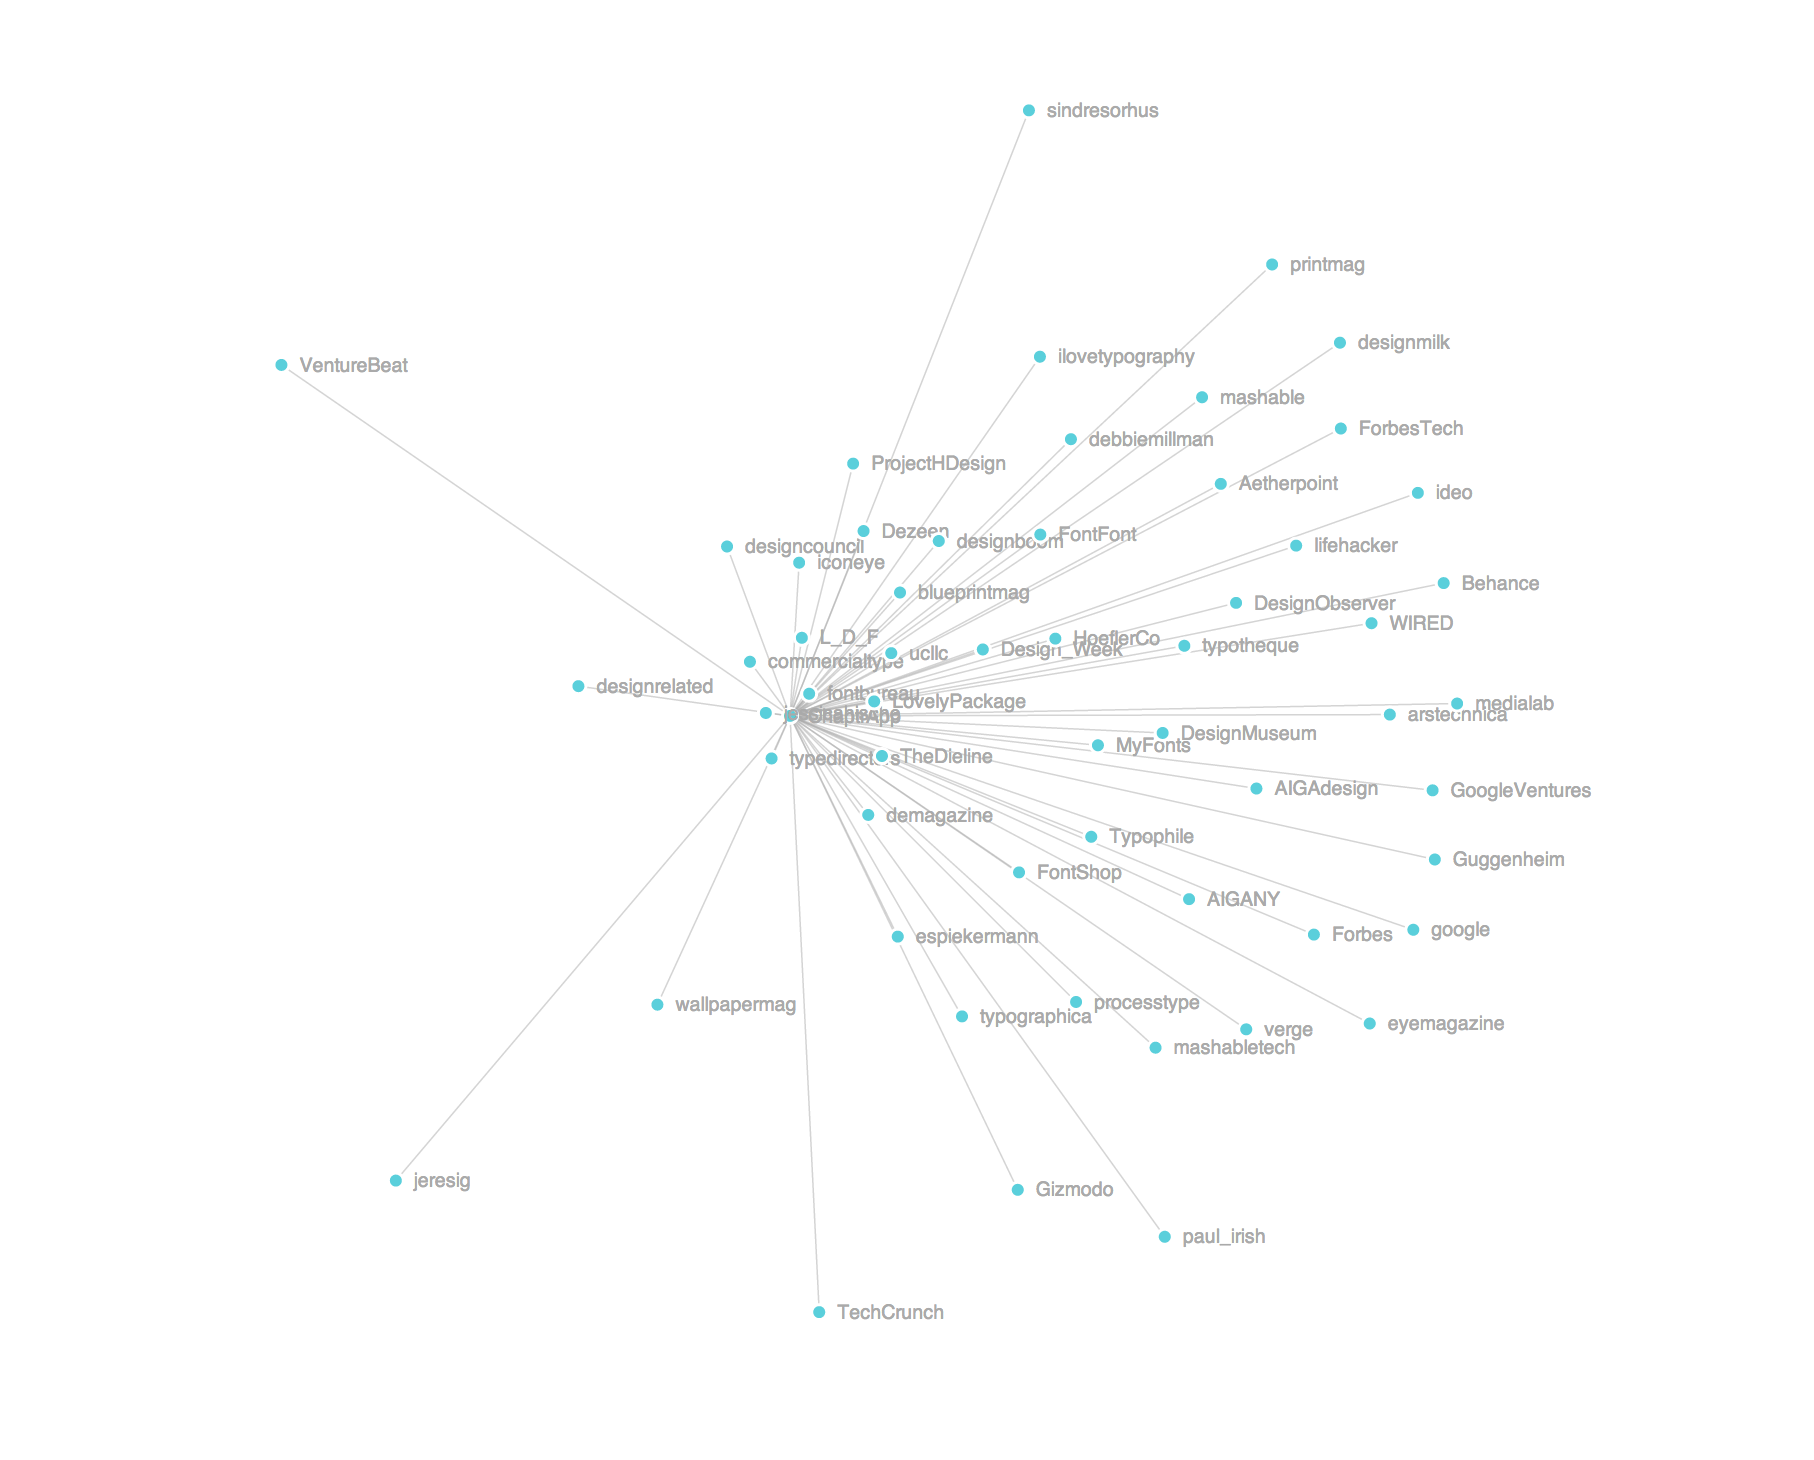 sindresorhus
printmag
designmilk
ilovetypography
VentureBeat
mashable
ForbesTech
debbiemillman
ProjectHDesign
Aetherpoint
ideo
Dezeen
FontFont
designboom
lifehacker
designcouncil
iconeye
Behance
blueprintmag
DesignObserver
WIRED
L_D_F
HoeflerCo
typotheque
Design_Week
ucllc
commercialtype
designrelated
fontbureau
LovelyPackage
medialab
arstechnica
DesignMuseum
MyFonts
TheDieline
typedirectors
AIGAdesign
GoogleVentures
demagazine
Typophile
Guggenheim
FontShop
AIGANY
google
Forbes
espiekermann
processtype
wallpapermag
typographica
eyemagazine
verge
mashabletech
jeresig
Gizmodo
paul_irish
TechCrunch